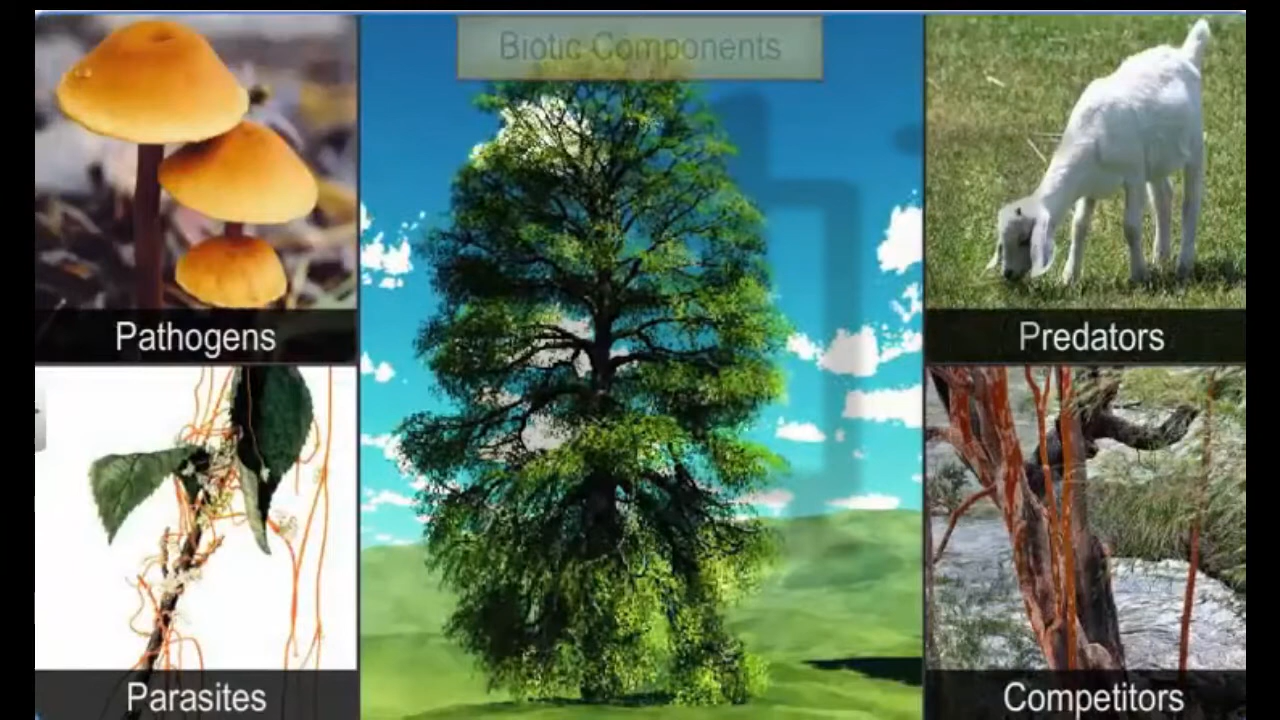 Biotic Components
Pathogens
Predators
Parasites
Competitors